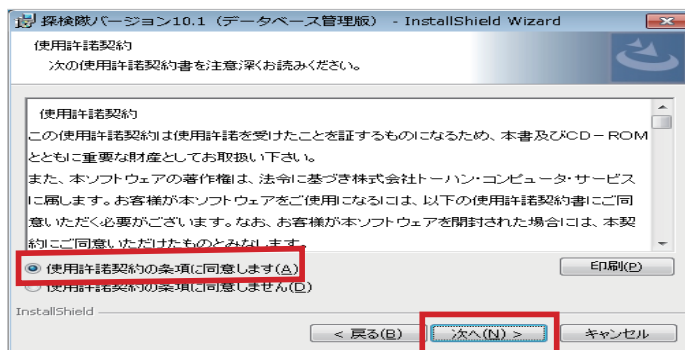 探検隊バージョン10.1（データベース管理版） - InstallShield Wizard
使用許諾契約
次の使用許諾契約書を注意深くお読みください。
使用許諾契約
この使用許諾契約は使用許諾を受けたことを証するものになるため、本書及びCD－ROM
とともに重要な財産としてお取扱い下さい。
また、本ソフトウェアの著作権は、法令に基づき株式会社トーハン・コンピュータ・サービス
に属します。お客様が本ソフトウェアをご使用になるには、以下の使用許諾契約書にご同
意いただく必要がございます。なお、お客様が本ソフトウェアを開封された場合には、本契
約にご同意いただけたものとみなします。
使用許諾契約の条項に同意します(A)
印刷(P)
使用許諾契約の条項に同意しません(D)
InstallShield
< 戻る(B)
次へ(N) >
キャンセル